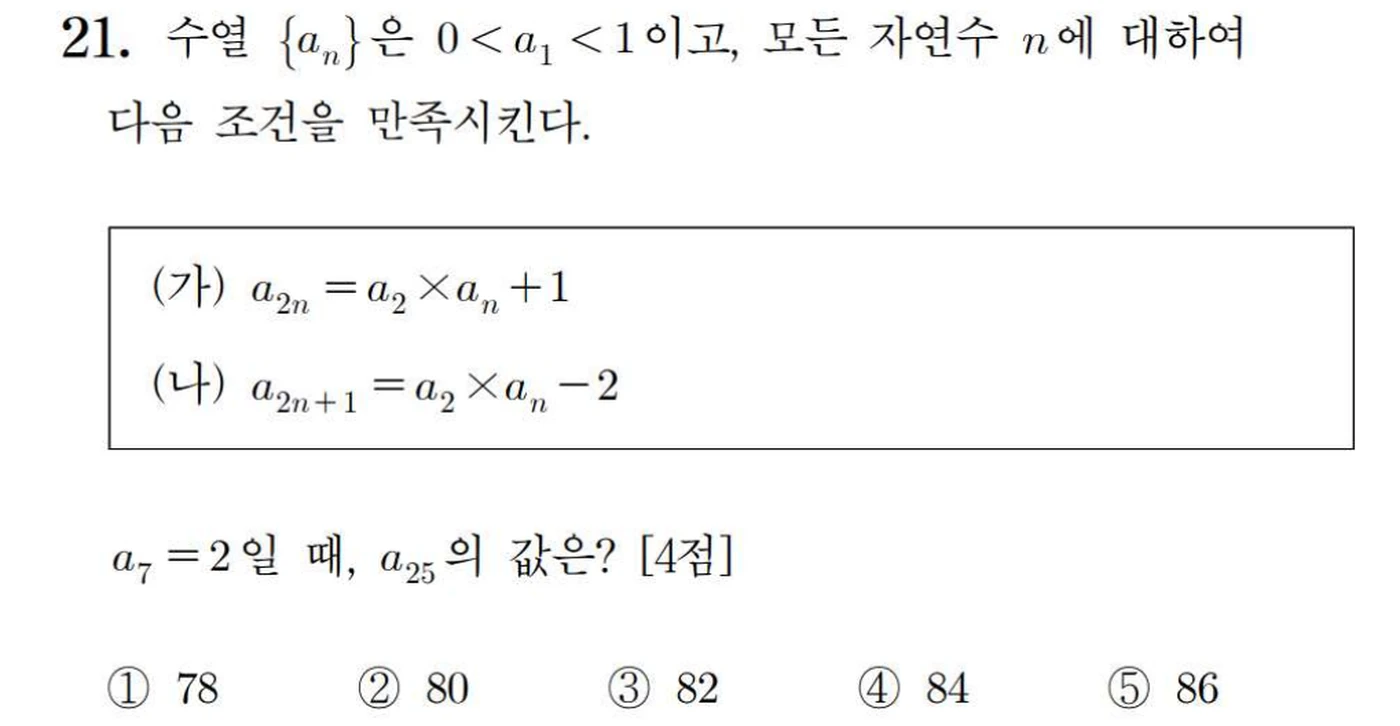 21. 수열 {aₙ}은 0 < a₁ < 1이고, 모든 자연수 n에 대하여
다음 조건을 만족시킨다.
(가) a₂ₙ = a₂ × aₙ + 1
(나) a₂ₙ₊₁ = a₂ × aₙ − 2
a₇ = 2일 때, a₂₅의 값은? [4점]
① 78 ② 80 ③ 82 ④ 84 ⑤ 86